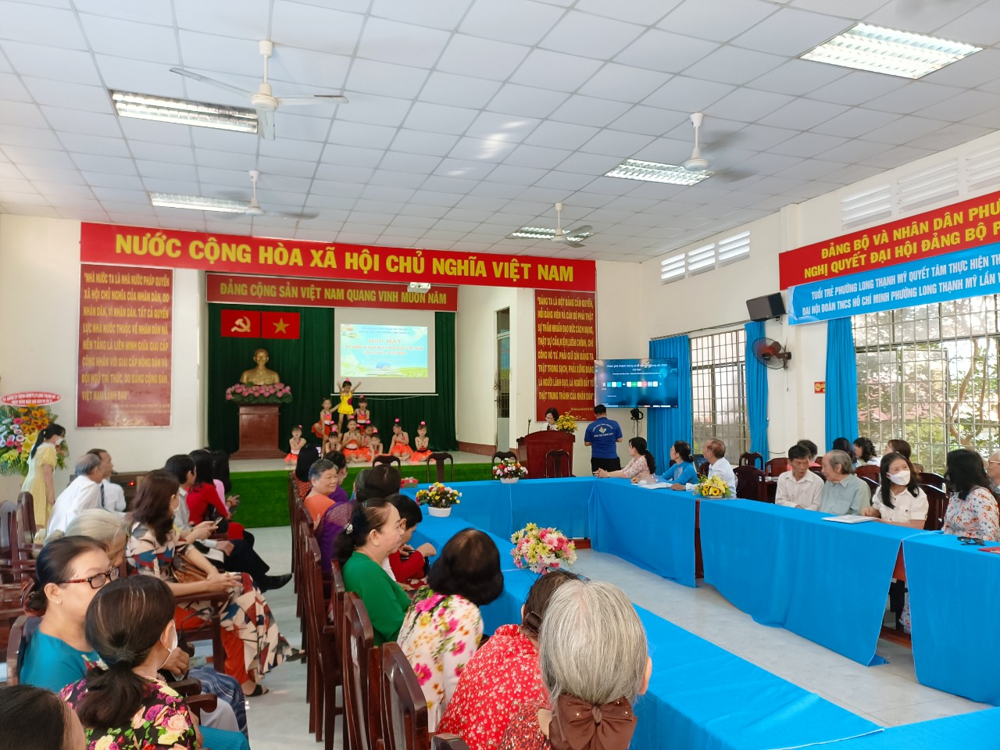 NƯỚC CỘNG HÒA XÃ HỘI CHỦ NGHĨA VIỆT NAM
ĐẢNG CỘNG SẢN VIỆT NAM QUANG VINH MUÔN NĂM
"NHÀ NƯỚC TA LÀ NHÀ NƯỚC PHÁP QUYỀN
XÃ HỘI CHỦ NGHĨA CỦA NHÂN DÂN, DO
NHÂN DÂN, VÌ NHÂN DÂN. TẤT CẢ QUYỀN
LỰC NHÀ NƯỚC THUỘC VỀ NHÂN DÂN MÀ
NỀN TẢNG LÀ LIÊN MINH GIỮA GIAI CẤP
CÔNG NHÂN VỚI GIAI CẤP NÔNG DÂN VÀ
ĐỘI NGŨ TRÍ THỨC, DO ĐẢNG CỘNG SẢN
VIỆT NAM LÃNH ĐẠO".
HỌP MẶT
"ĐẢNG TA LÀ MỘT ĐẢNG CẦM QUYỀN,
MỖI ĐẢNG VIÊN VÀ CÁN BỘ PHẢI THẬT
SỰ THẤM NHUẦN ĐẠO ĐỨC CÁCH MẠNG,
THẬT SỰ CẦN, KIỆM LIÊM CHÍNH, CHÍ
CÔNG VÔ TƯ. PHẢI GIỮ GÌN ĐẢNG TA
THẬT TRONG SẠCH, PHẢI XỨNG ĐÁNG
LÀ NGƯỜI LÃNH ĐẠO, LÀ NGƯỜI ĐẦY TỚ
THẬT TRUNG THÀNH CỦA NHÂN DÂN"
ĐẢNG BỘ VÀ NHÂN DÂN
NGHỊ QUYẾT ĐẠI HỘI ĐẢNG BỘ
TUỔI TRẺ PHƯỜNG LONG THẠNH MỸ QUYẾT TÂM THỰC HIỆN
ĐẠI HỘI ĐOÀN TNCS HỒ CHÍ MINH PHƯỜNG LONG THẠNH MỸ LẦN